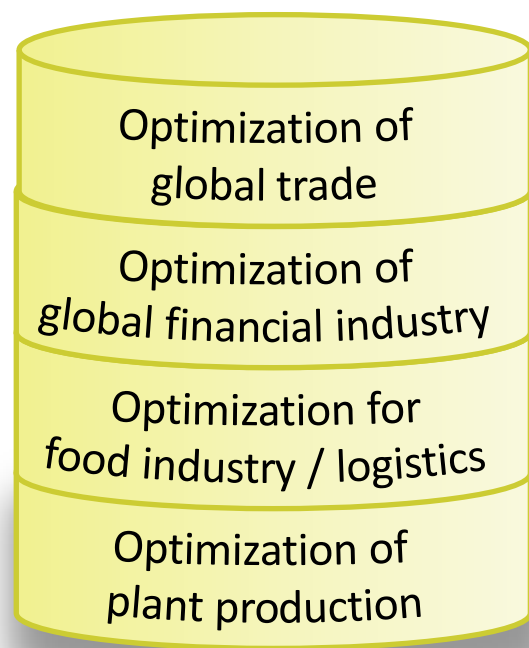 Optimization of
global trade
Optimization of
global financial industry
Optimization for
food industry / logistics
Optimization of
plant production